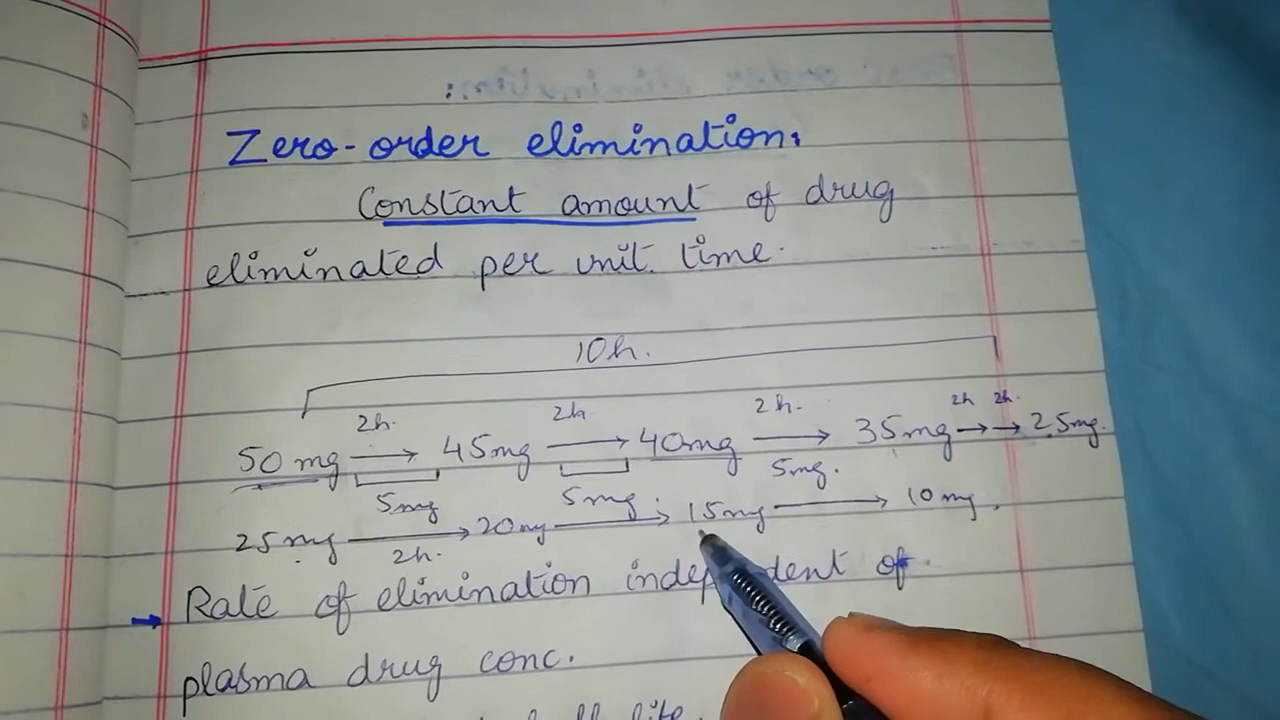 Zero-order elimination.
Constant amount of drug
eliminated per unit time.
10h.
2h. 2h 2h. 2h 2h.
50 mg → 45mg → 40mg → 35mg → → 25mg.
5mg 5mg 5mg.
25mg → 20mg → 15mg → 10mg.
2h.
→ Rate of elimination of
plasma drug conc.